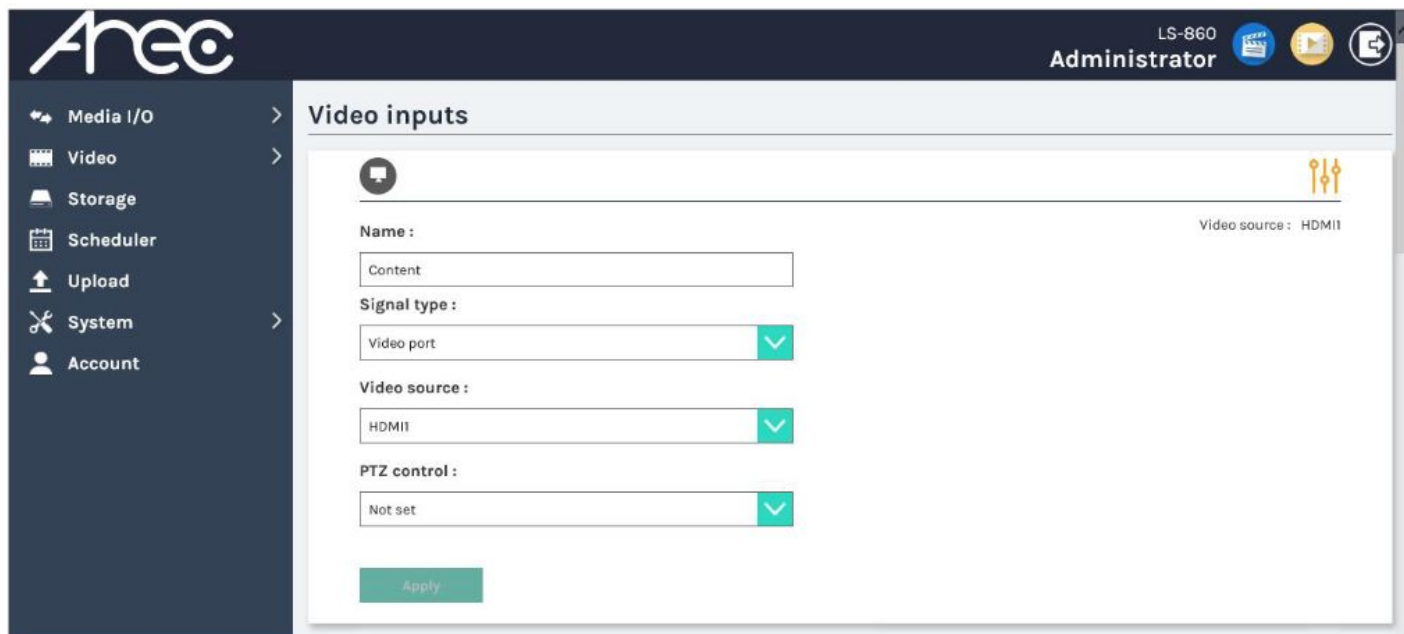 Arec
LS-860
Administrator
Media I/O
Video
Storage
Scheduler
Upload
System
Account
Video inputs
Name :
Video source : HDMI1
Content
Signal type :
Video port
Video source :
HDMI1
PTZ control :
Not set
Apply